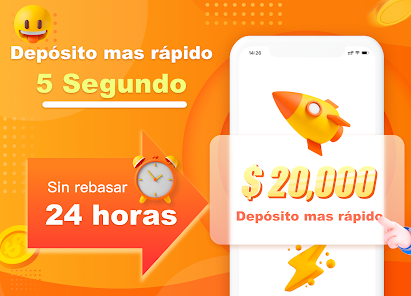 Depósito mas rápido
5 Segundo
Sin rebasar
24 horas
14:26
$ 20,000
Depósito mas rápido